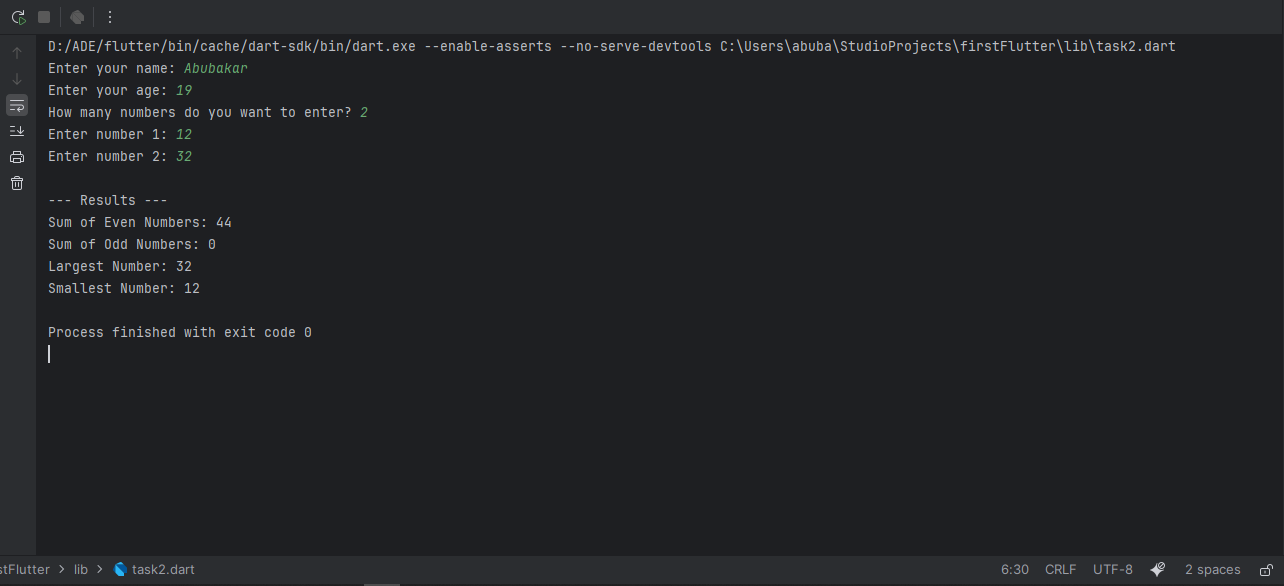 D:/ADE/flutter/bin/cache/dart-sdk/bin/dart.exe --enable-asserts --no-serve-devtools C:\Users\abuba\StudioProjects\firstFlutter\lib\task2.dart
Enter your name: Abubakar
Enter your age: 19
How many numbers do you want to enter? 2
Enter number 1: 12
Enter number 2: 32
--- Results ---
Sum of Even Numbers: 44
Sum of Odd Numbers: 0
Largest Number: 32
Smallest Number: 12
Process finished with exit code 0
stFlutter > lib > task2.dart 6:30 CRLF UTF-8 2 spaces